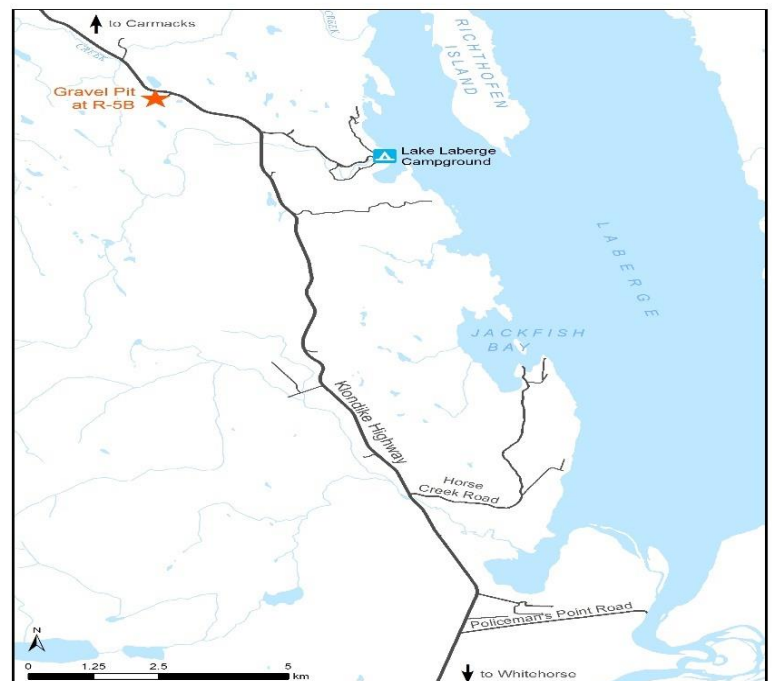 to Carmacks
CREEK
CREEK
RICHTHOFEN
ISLAND
Gravel Pit
at R-5B
Lake Laberge
Campground
LABERGE
JACKFISH
BAY
Klondike Highway
Horse
Creek Road
Policeman's Point Road
N
0 1.25 2.5 5
km
to Whitehorse